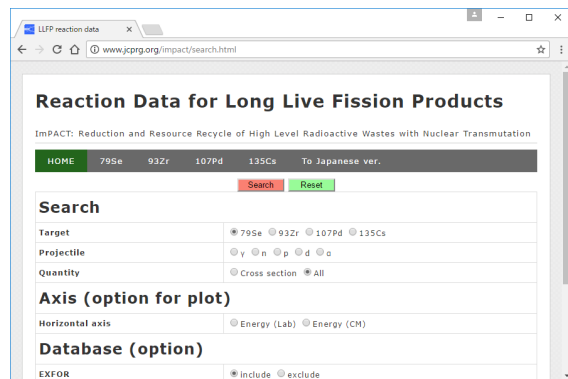 LLFP reaction data
www.jcprg.org/impact/search.html
Reaction Data for Long Live Fission Products
ImPACT: Reduction and Resource Recycle of High Level Radioactive Wastes with Nuclear Transmutation
HOME 79Se 93Zr 107Pd 135Cs To Japanese ver.
Search Reset
Search
Target 79Se 93Zr 107Pd 135Cs
Projectile γ n p d α
Quantity Cross section All
Axis (option for plot)
Horizontal axis Energy (Lab) Energy (CM)
Database (option)
EXFOR include exclude